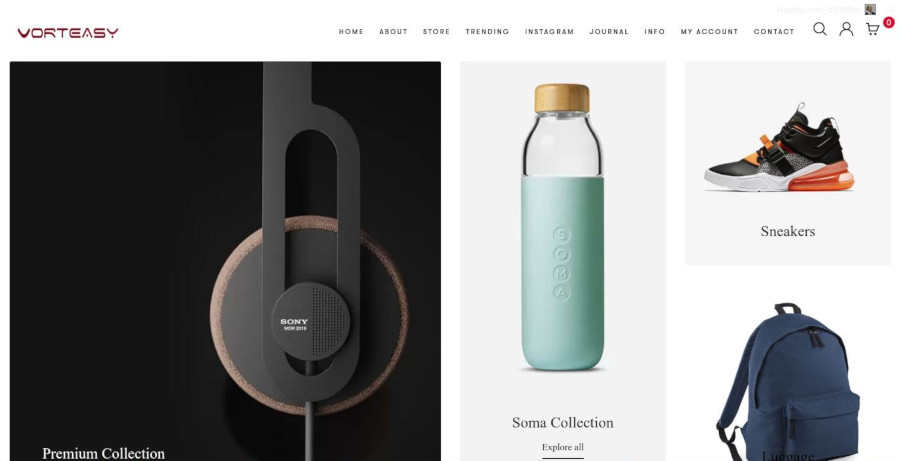 VORTEASY
HOME ABOUT STORE TRENDING INSTAGRAM JOURNAL INFO MY ACCOUNT CONTACT
0
SONY
MDR 2019
SOMA
Sneakers
Soma Collection
Explore all
Premium Collection
Luggage